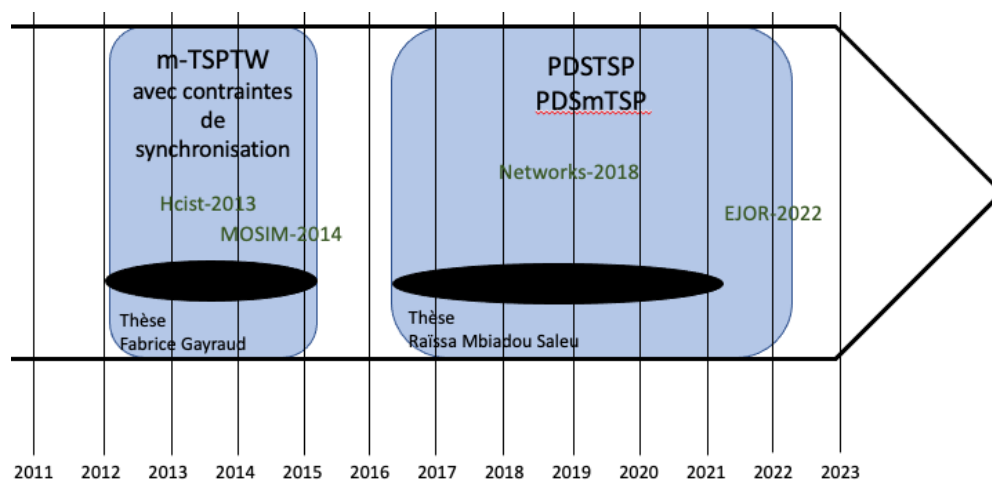 m-TSPTW
avec contraintes
de
synchronisation
Hcist-2013
MOSIM-2014
Thèse
Fabrice Gayraud
PDSTSP
PDSmTSP
Networks-2018
EJOR-2022
Thèse
Raïssa Mbiadou Saleu
2011 2012 2013 2014 2015 2016 2017 2018 2019 2020 2021 2022 2023